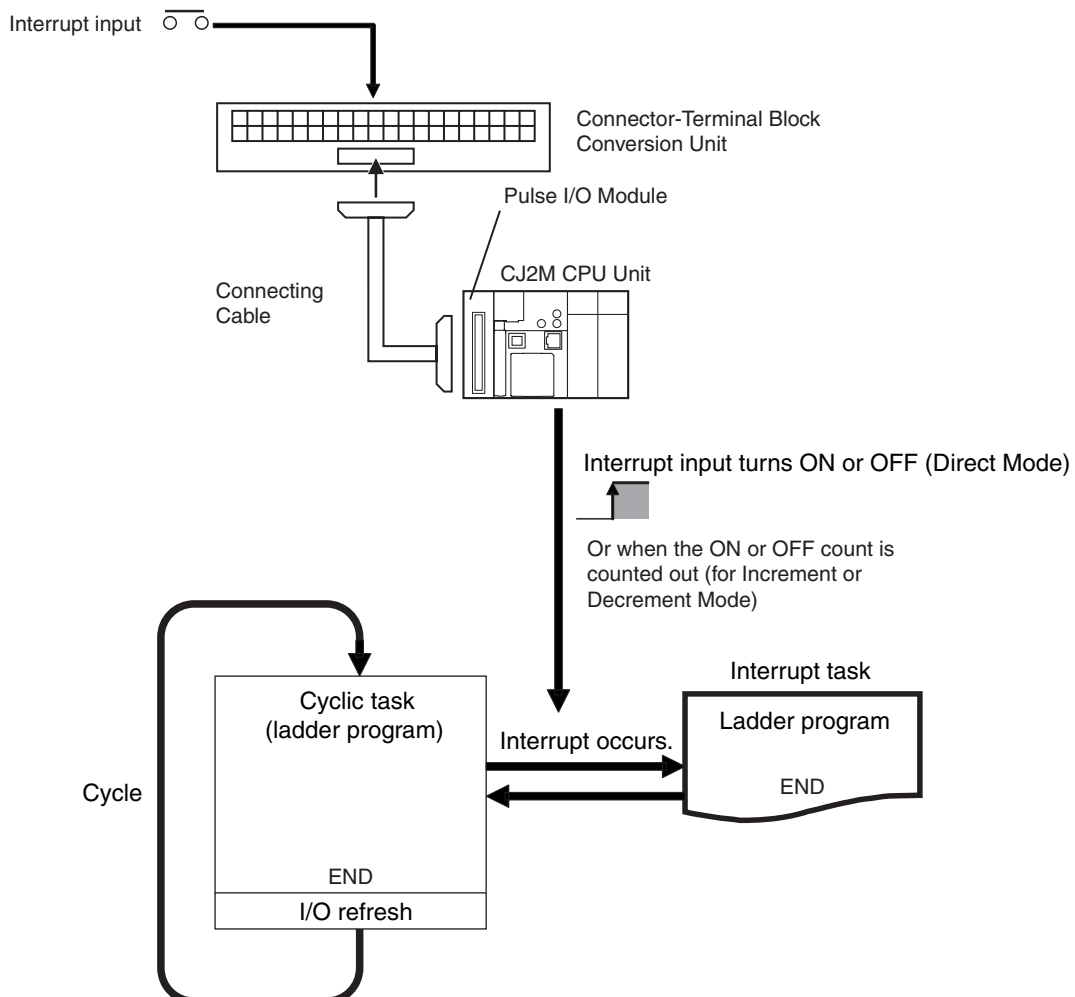 Interrupt input
Connector-Terminal Block
Conversion Unit
Pulse I/O Module
CJ2M CPU Unit
Connecting
Cable
Interrupt input turns ON or OFF (Direct Mode)
Or when the ON or OFF count is
counted out (for Increment or
Decrement Mode)
Interrupt task
Cyclic task
(ladder program)
Ladder program
Interrupt occurs.
END
Cycle
END
I/O refresh